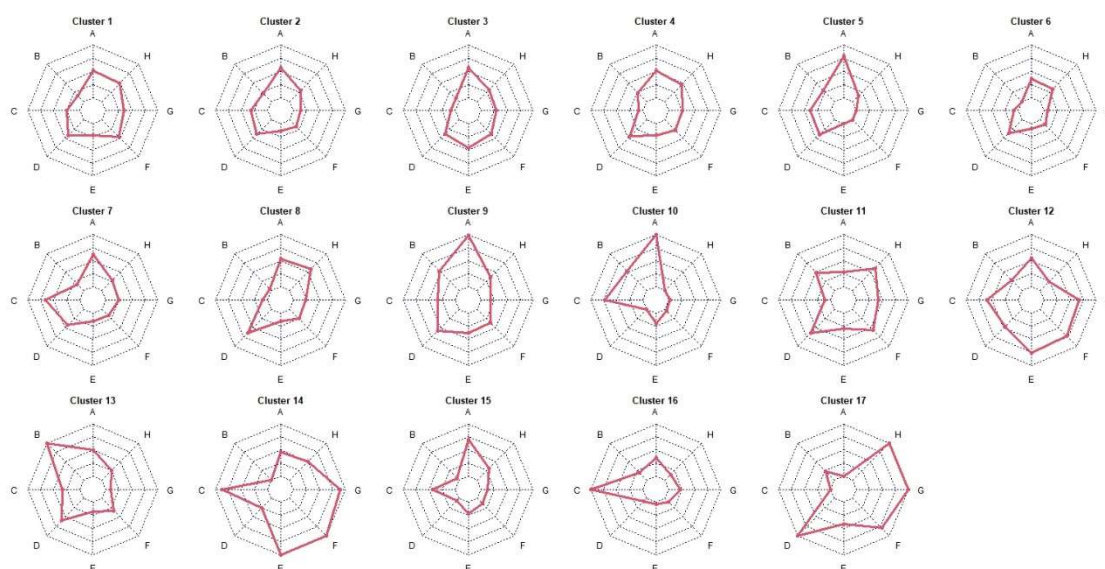 Cluster 1 Cluster 2 Cluster 3 Cluster 4 Cluster 5 Cluster 6
A A A A A A
B H B H B H B H B H B H
C G C G C G C G C G C G
D F D F D F D F D F D F
E E E E E E
Cluster 7 Cluster 8 Cluster 9 Cluster 10 Cluster 11 Cluster 12
A A A A A A
B H B H B H B H B H B H
C G C G C G C G C G C G
D F D F D F D F D F D F
E E E E E E
Cluster 13 Cluster 14 Cluster 15 Cluster 16 Cluster 17
A A A A A
B H B H B H B H B H
C G C G C G C G C G
D F D F D F D F D F
E E E E E